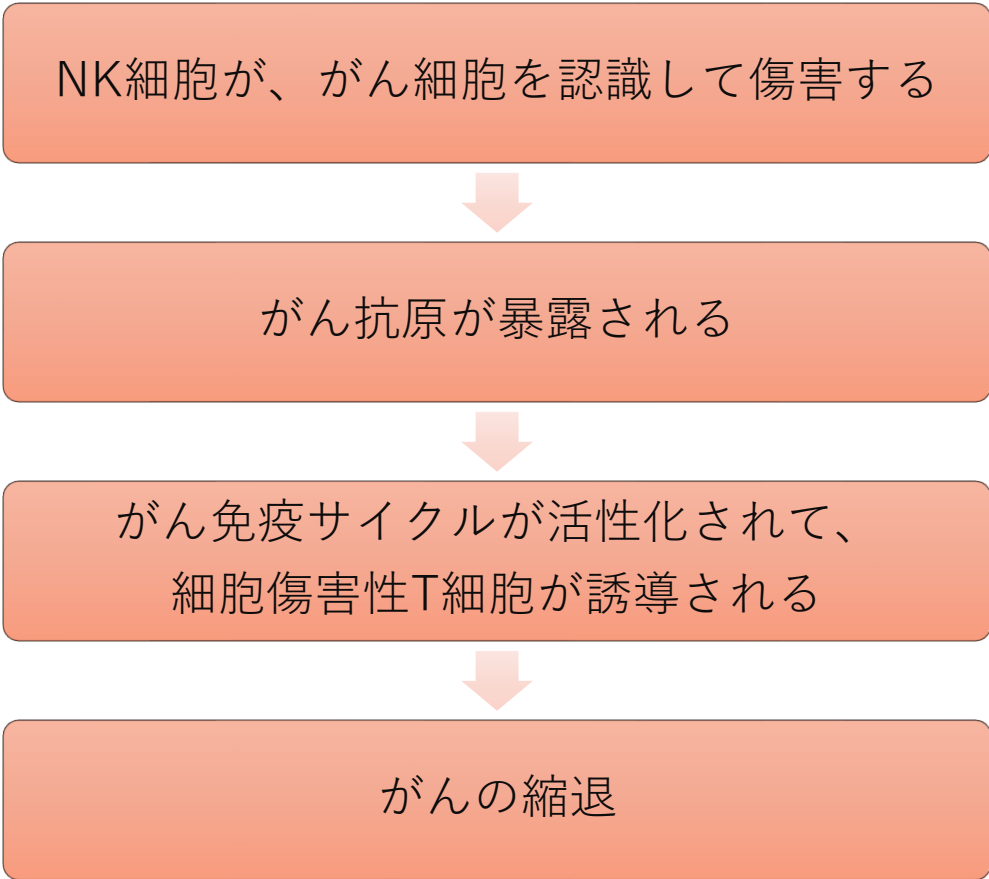 NK細胞が、がん細胞を認識して傷害する
がん抗原が暴露される
がん免疫サイクルが活性化されて、
細胞傷害性T細胞が誘導される
がんの縮退